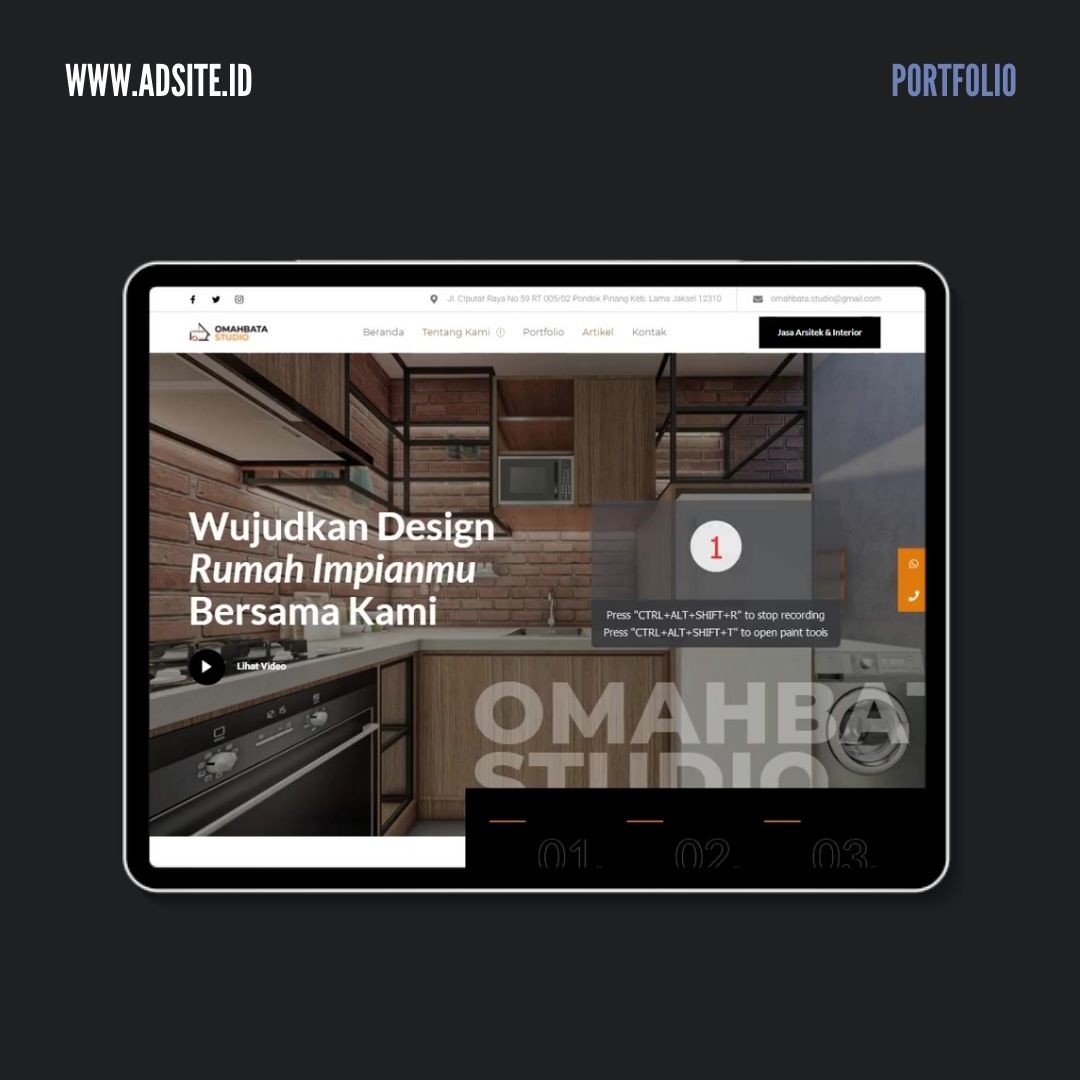 WWW.ADSITE.ID
PORTFOLIO
Jl. Ciputat Raya No 59 RT 005/02 Pondok Pinang Keb. Lama Jaksel 12310
omahbata.studio@gmail.com
OMAHBATA
STUDIO
Beranda
Tentang Kami
Portfolio
Artikel
Kontak
Jasa Arsitek & Interior
Wujudkan Design
Rumah Impianmu
Bersama Kami
1
Press "CTRL+ALT+SHIFT+R" to stop recording
Press "CTRL+ALT+SHIFT+T" to open paint tools
Lihat Video
12:15
OMAHBAT
STUDIO
01.
02.
03.